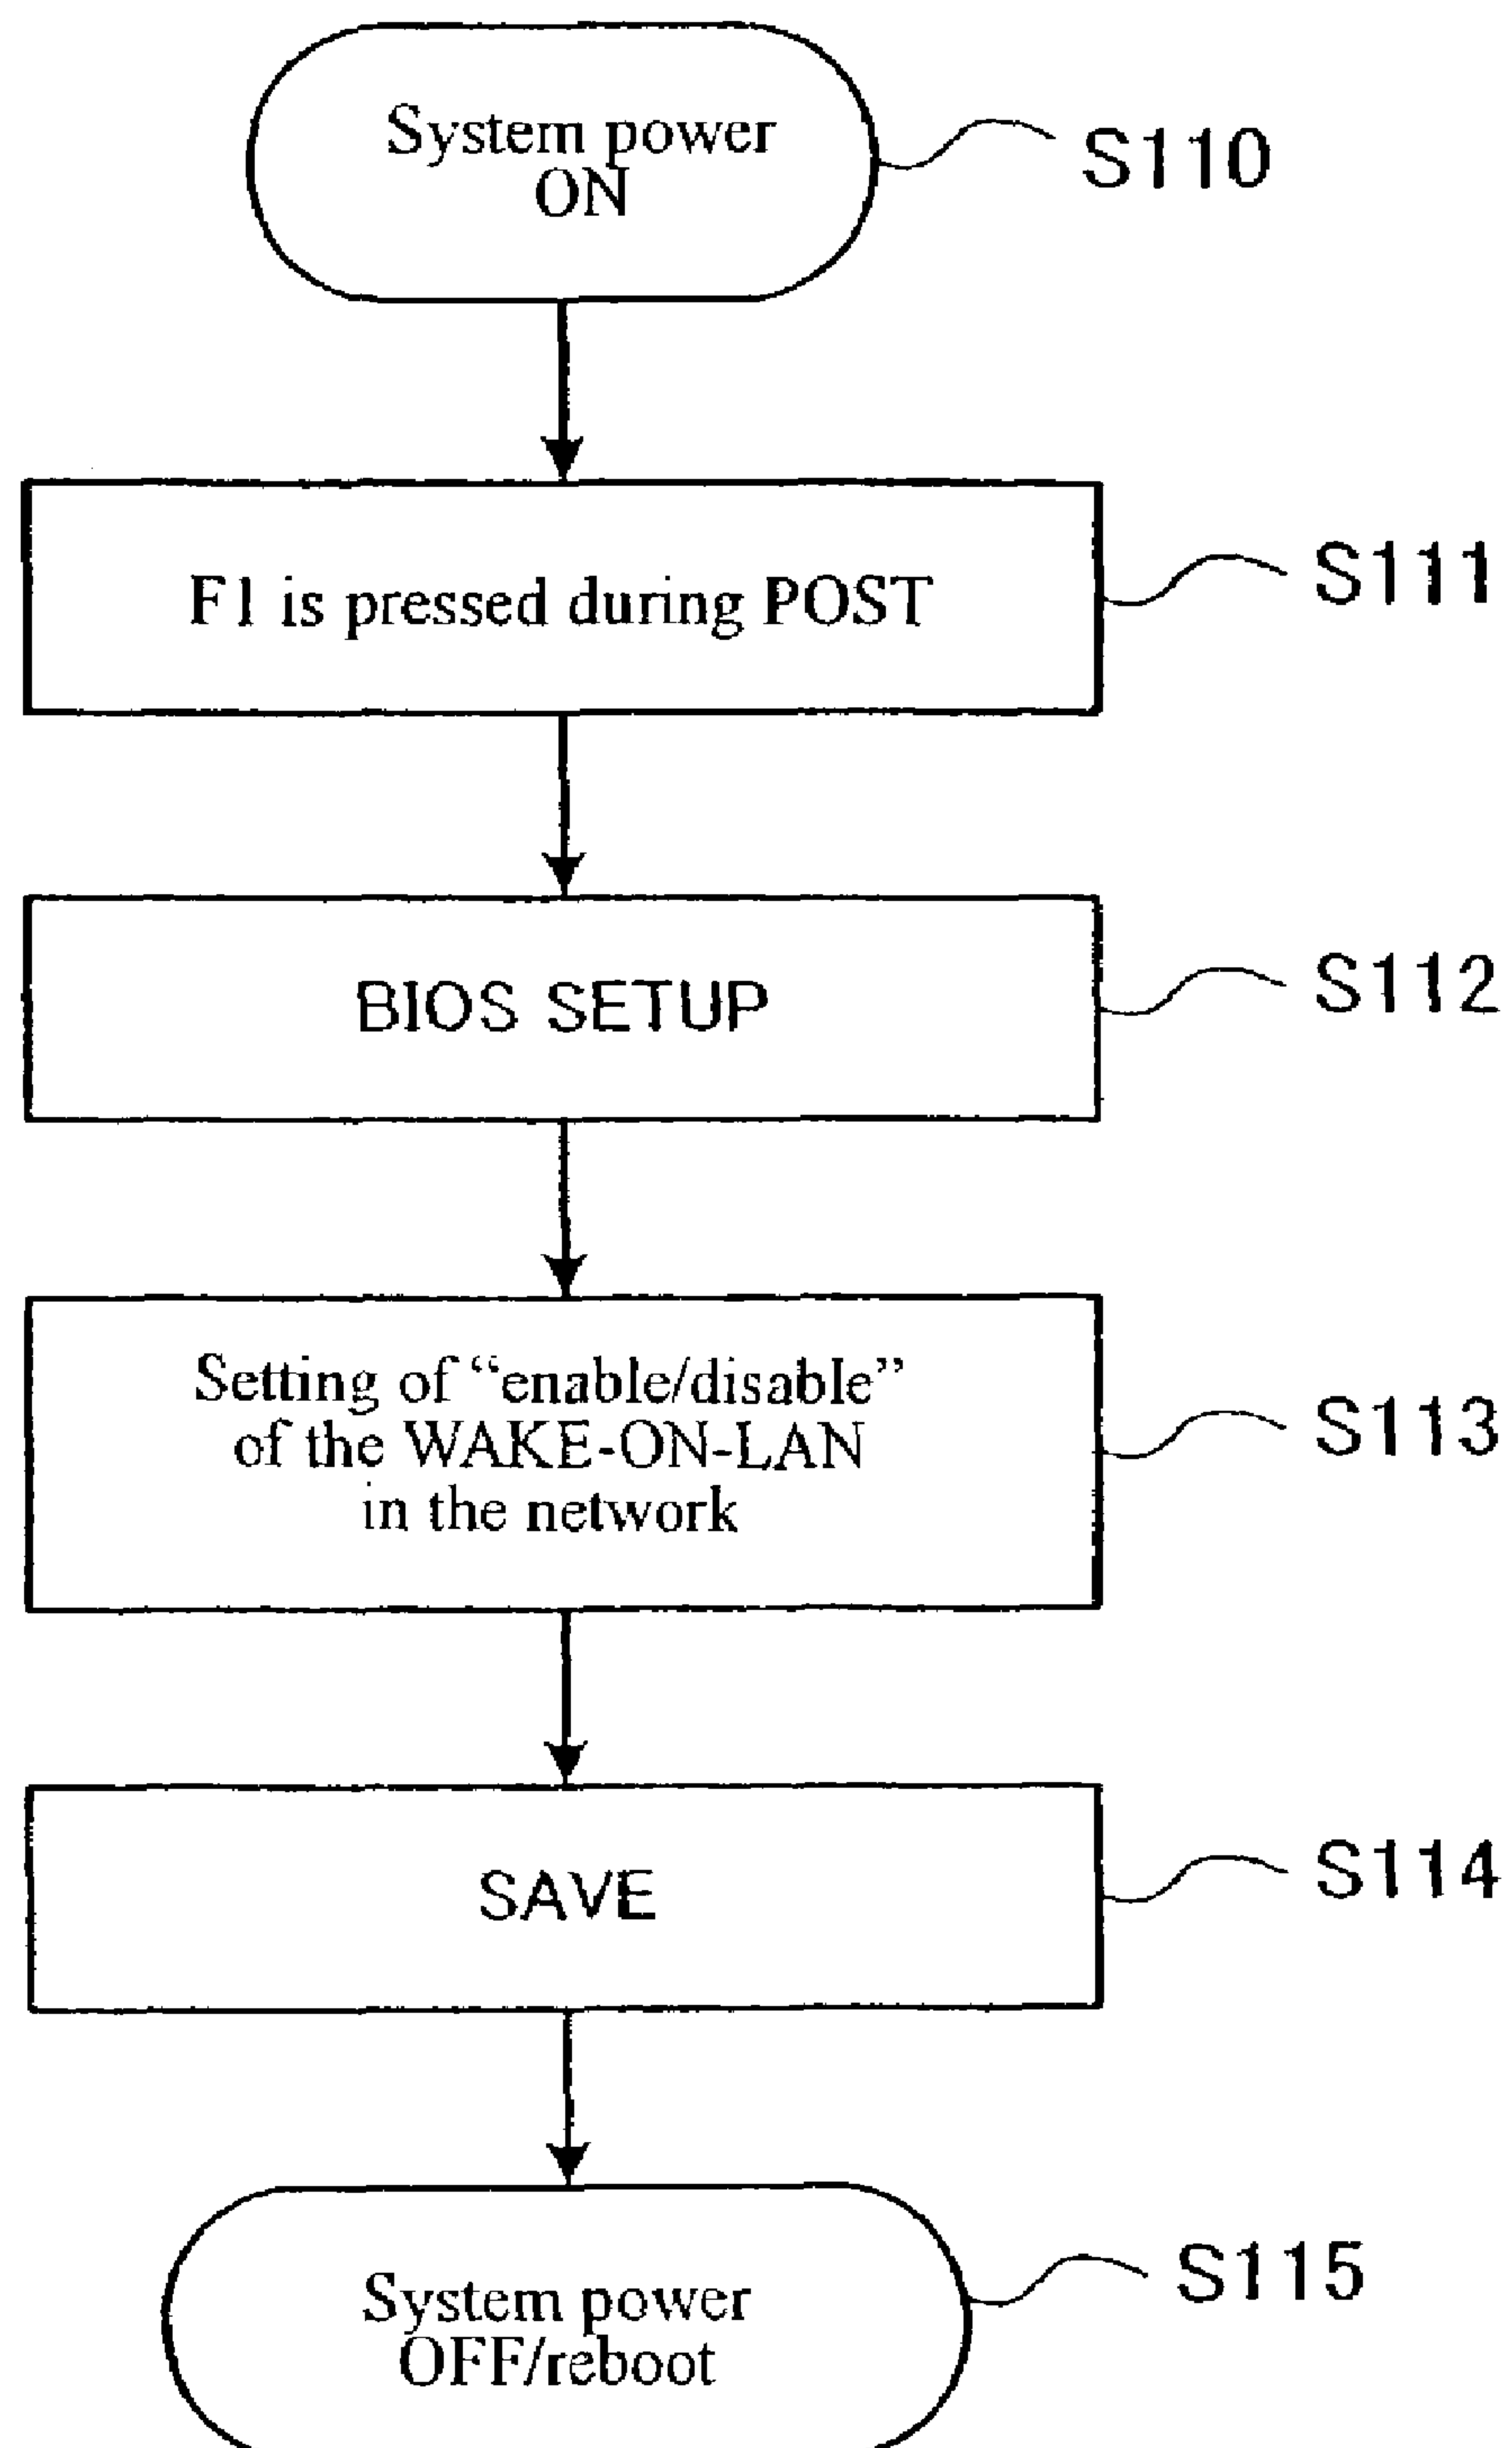 System power
ON
S110
F1 is pressed during POST
S111
BIOS SETUP
S112
Setting of “enable/disable”
of the WAKE-ON-LAN
in the network
S113
SAVE
S114
System power
OFF/reboot
S115